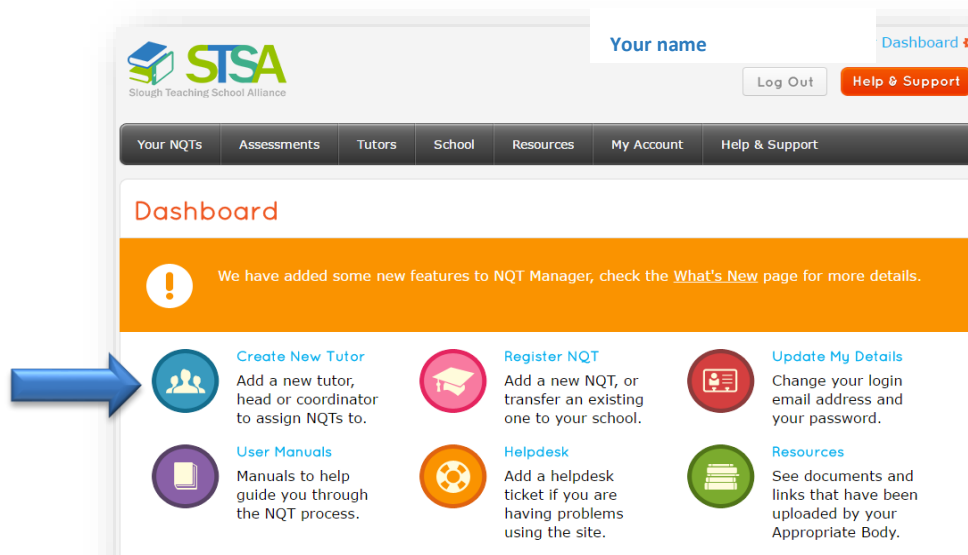 STSA
Slough Teaching School Alliance
Your name
Dashboard
Log Out
Help & Support
Your NQTs
Assessments
Tutors
School
Resources
My Account
Help & Support
Dashboard
We have added some new features to NQT Manager, check the What's New page for more details.
Create New Tutor
Add a new tutor,
head or coordinator
to assign NQTs to.
Register NQT
Add a new NQT, or
transfer an existing
one to your school.
Update My Details
Change your login
email address and
your password.
User Manuals
Manuals to help
guide you through
the NQT process.
Helpdesk
Add a helpdesk
ticket if you are
having problems
using the site.
Resources
See documents and
links that have been
uploaded by your
Appropriate Body.